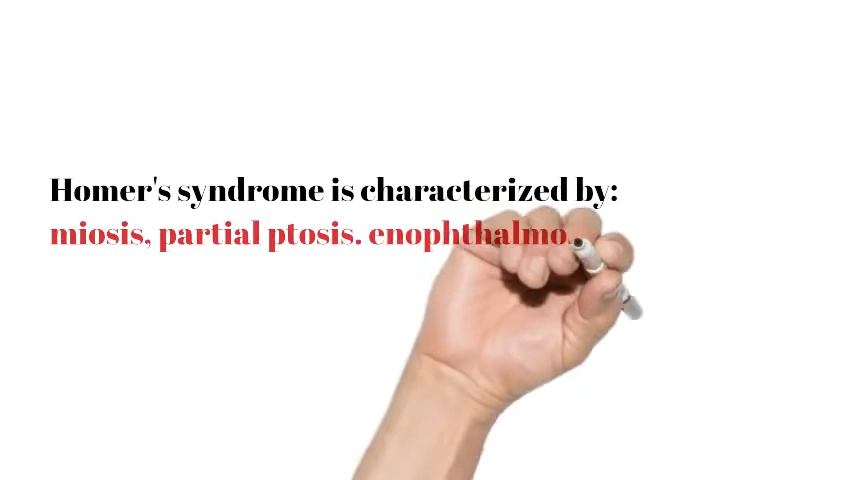 Homer's syndrome is characterized by:
miosis, partial ptosis. enophthalmo.